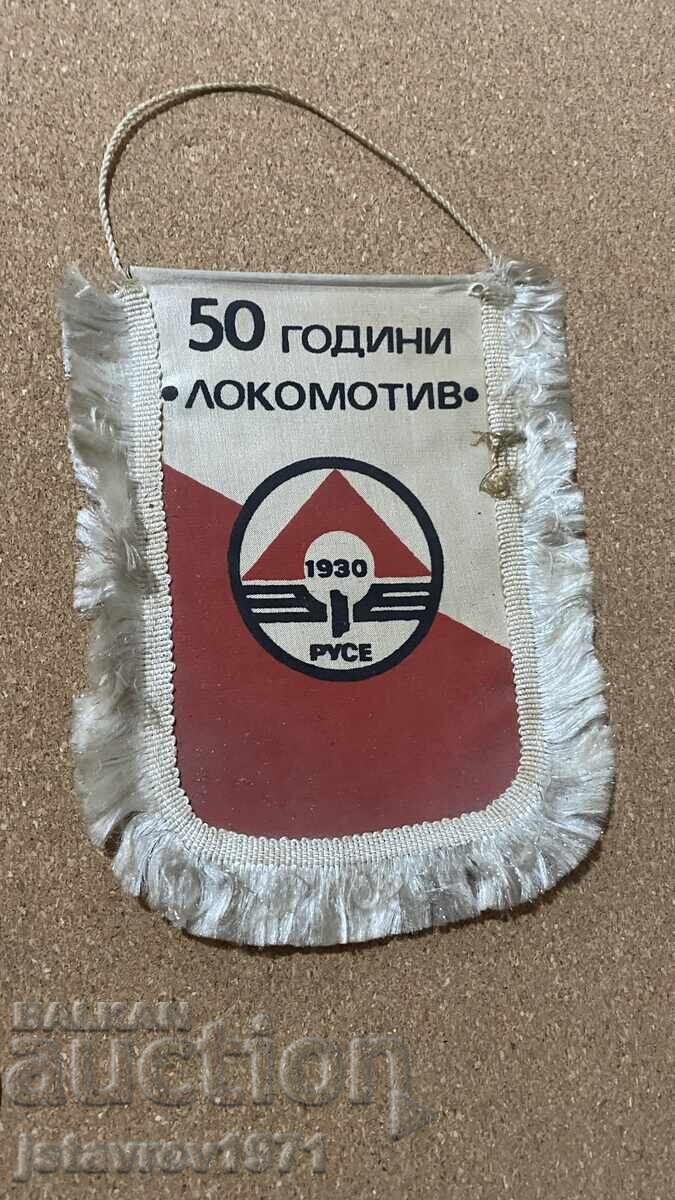 50 ГОДИНИ
•ЛОКОМОТИВ•
1930
РУСЕ
BALKAN
auction
jstavrov1971